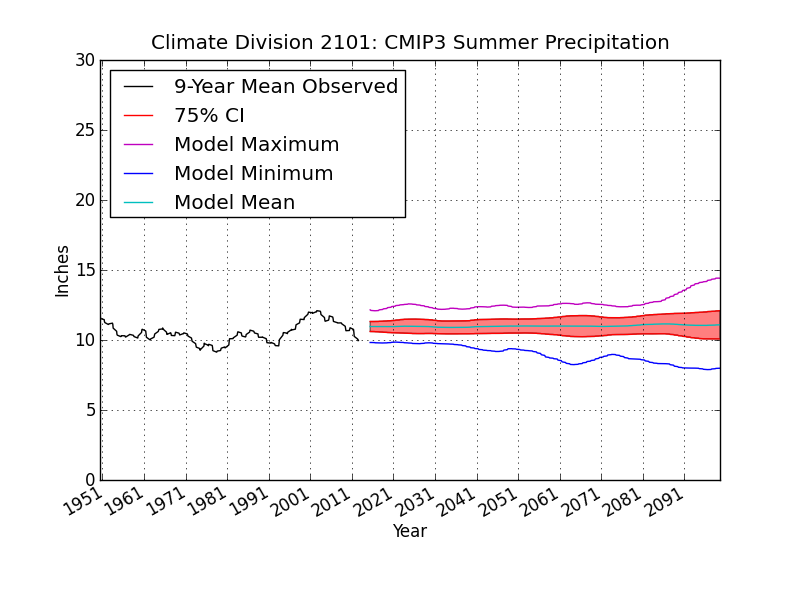 Climate Division 2101: CMIP3 Summer Precipitation
30
25
20
15
10
5
0
Inches
9-Year Mean Observed
75% CI
Model Maximum
Model Minimum
Model Mean
1951 1961 1971 1981 1991 2001 2011 2021 2031 2041 2051 2061 2071 2081 2091
Year